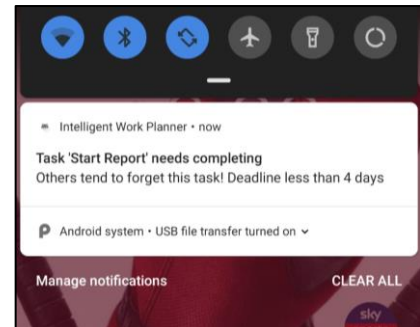 Intelligent Work Planner • now
Task 'Start Report' needs completing
Others tend to forget this task! Deadline less than 4 days
Android system • USB file transfer turned on
Manage notifications
CLEAR ALL
sky